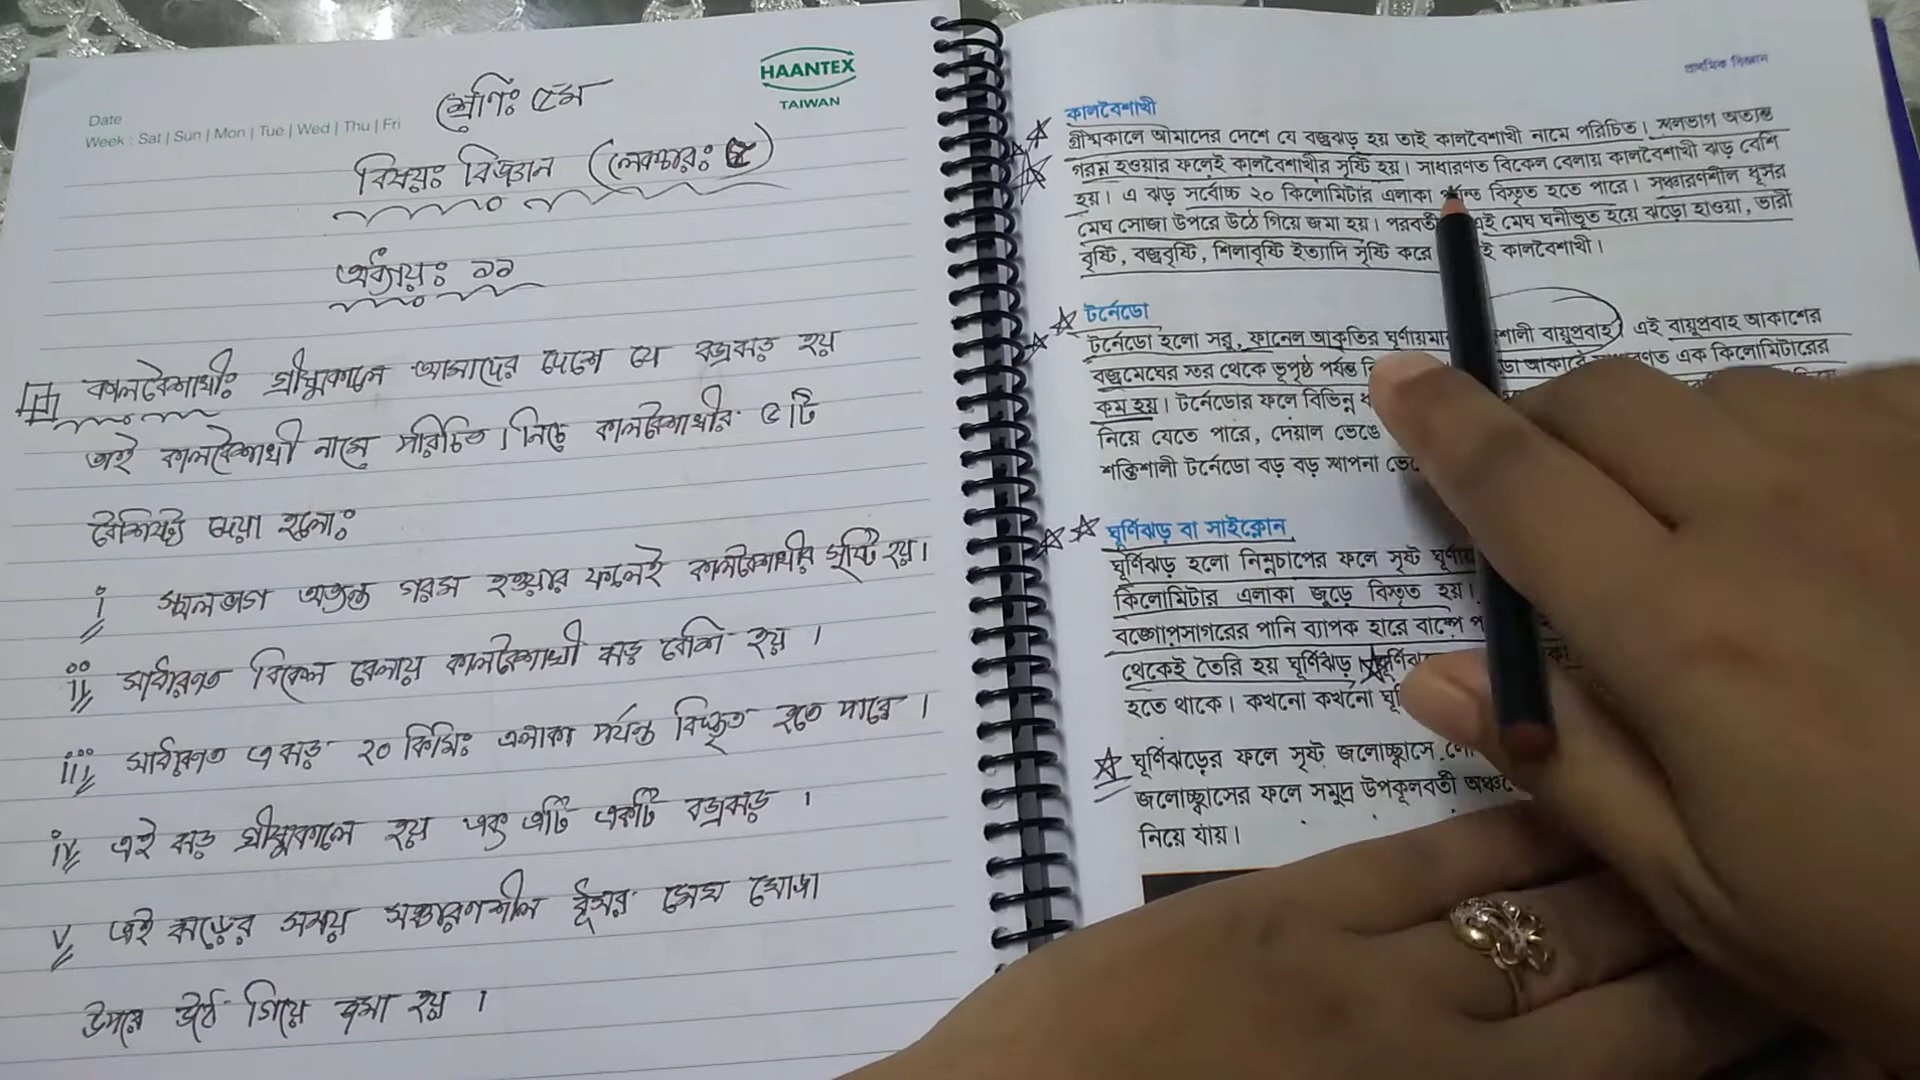 Date
Week : Sat | Sun | Mon | Tue | Wed | Thu | Fri
HAANTEX
TAIWAN
শ্রেণিঃ ৫ম
বিষয়ঃ বিজ্ঞান (লেকচারঃ ৫)
অধ্যায়ঃ ১১
কালবৈশাখীঃ গ্রীষ্মকালে আমাদের দেশে যে বজ্রঝড় হয়
তাই কালবৈশাখী নামে পরিচিত। নিচে কালবৈশাখীর ৫টি
বৈশিষ্ট্য দেয়া হলোঃ
i স্থলভাগ অত্যন্ত গরম হওয়ার ফলেই কালবৈশাখীর সৃষ্টি হয়।
ii সাধারণত বিকেল বেলায় কালবৈশাখী ঝড় বেশি হয়।
iii সাধারণত এ ঝড় ২০ কিমিঃ এলাকা পর্যন্ত বিস্তৃত হতে পারে।
iv এই ঝড় গ্রীষ্মকালে হয় এবং এটি একটি বজ্রঝড়।
v এই ঝড়ের সময় সঞ্চারণশীল ধূসর মেঘ সোজা
উপরে উঠে গিয়ে জমা হয়।
প্রাথমিক বিজ্ঞান
কালবৈশাখী
গ্রীষ্মকালে আমাদের দেশে যে বজ্রঝড় হয় তাই কালবৈশাখী নামে পরিচিত। স্থলভাগ অত্যন্ত
গরম হওয়ার ফলেই কালবৈশাখীর সৃষ্টি হয়। সাধারণত বিকেল বেলায় কালবৈশাখী ঝড় বেশি
হয়। এ ঝড় সর্বোচ্চ ২০ কিলোমিটার এলাকা পর্যন্ত বিস্তৃত হতে পারে। সঞ্চারণশীল ধূসর
মেঘ সোজা উপরে উঠে গিয়ে জমা হয়। পরবর্তী এই মেঘ ঘনীভূত হয়ে ঝড়ো হাওয়া, ভারী
বৃষ্টি, বজ্রবৃষ্টি, শিলাবৃষ্টি ইত্যাদি সৃষ্টি করে ই কালবৈশাখী।
টর্নেডো
টর্নেডো হলো সরু, ফানেল আকৃতির ঘূর্ণায়মা শালী বায়ুপ্রবাহ। এই বায়ুপ্রবাহ আকাশের
বজ্রমেঘের স্তর থেকে ভূপৃষ্ঠ পর্যন্ত ডো আকারে এক কিলোমিটারের
কম হয়। টর্নেডোর ফলে বিভিন্ন
নিয়ে যেতে পারে, দেয়াল ভেঙে
শক্তিশালী টর্নেডো বড় বড় স্থাপনা
ঘূর্ণিঝড় বা সাইক্লোন
ঘূর্ণিঝড় হলো নিম্নচাপের ফলে সৃষ্ট
কিলোমিটার এলাকা জুড়ে বিস্তৃত হয়।
বঙ্গোপসাগরের পানি ব্যাপক হারে বাষ্পে
থেকেই তৈরি হয় ঘূর্ণিঝড়।
হতে থাকে। কখনো কখনো
ঘূর্ণিঝড়ের ফলে সৃষ্ট জলোচ্ছ্বাসে
জলোচ্ছ্বাসের ফলে সমুদ্র উপকূলবর্তী
নিয়ে যায়।